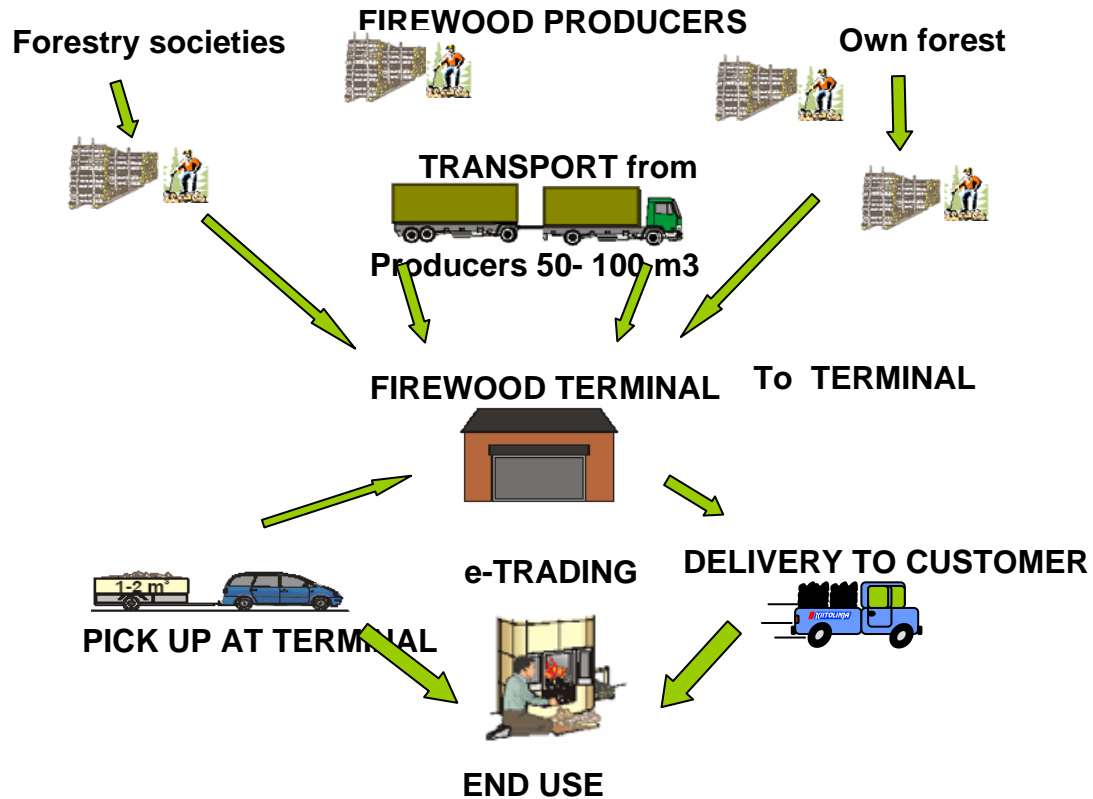 FIREWOOD PRODUCERS
Forestry societies
Own forest
TRANSPORT from
Producers 50- 100 m3
FIREWOOD TERMINAL
To TERMINAL
e-TRADING
DELIVERY TO CUSTOMER
1-2 m³
KIITOLINJA
PICK UP AT TERMINAL
END USE